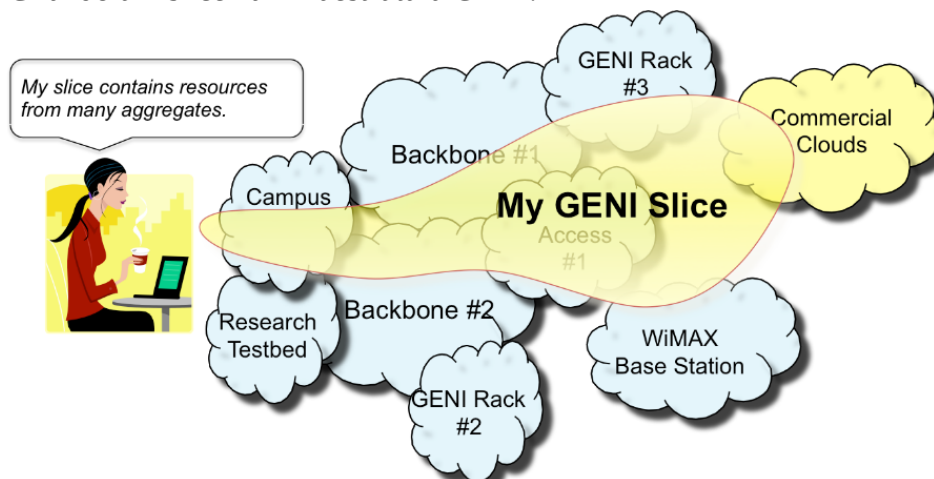 My slice contains resources
from many aggregates.
GENI Rack
#3
Commercial
Clouds
Backbone #1
Campus
My GENI Slice
Access
#1
Backbone #2
Research
Testbed
WiMAX
Base Station
GENI Rack
#2